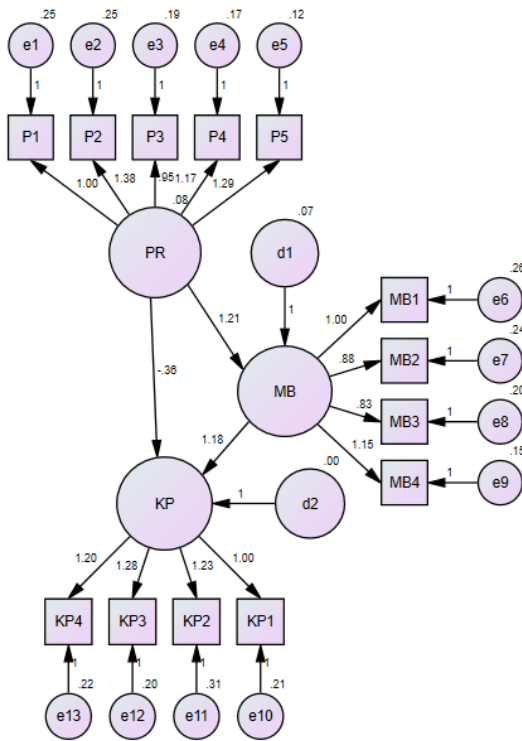 .25 .25 .19 .17 .12
e1 e2 e3 e4 e5
1 1 1 1 1
P1 P2 P3 P4 P5
1.00 1.38 .95 1.17 1.29
.08
PR
.07
d1
1
1.21
-.36
MB
1.00 MB1 1 e6 .26
.88 MB2 1 e7 .24
.83 MB3 1 e8 .20
1.15 MB4 1 e9 .15
1.18
.00
KP 1 d2
1.20 1.28 1.23 1.00
KP4 KP3 KP2 KP1
1 1 1 1
.22 .20 .31 .21
e13 e12 e11 e10